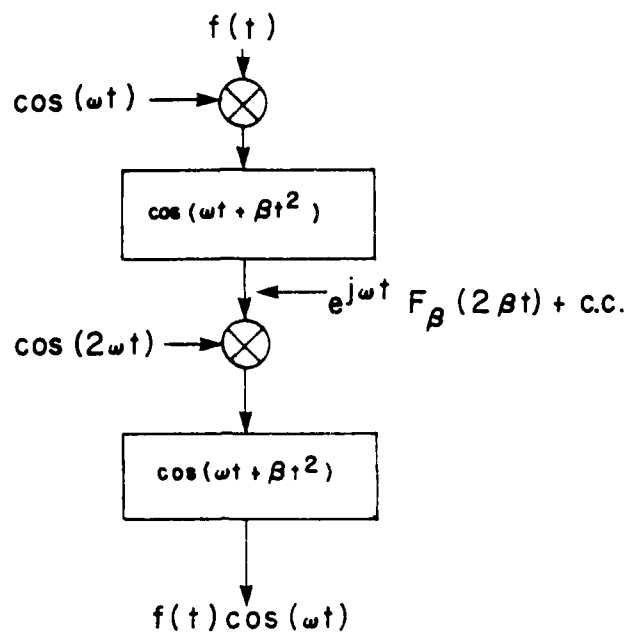 f(t)
cos (ωt)
cos (ωt + βt²)
e^{jωt} F_β (2βt) + c.c.
cos (2ωt)
cos (ωt + βt²)
f(t) cos (ωt)